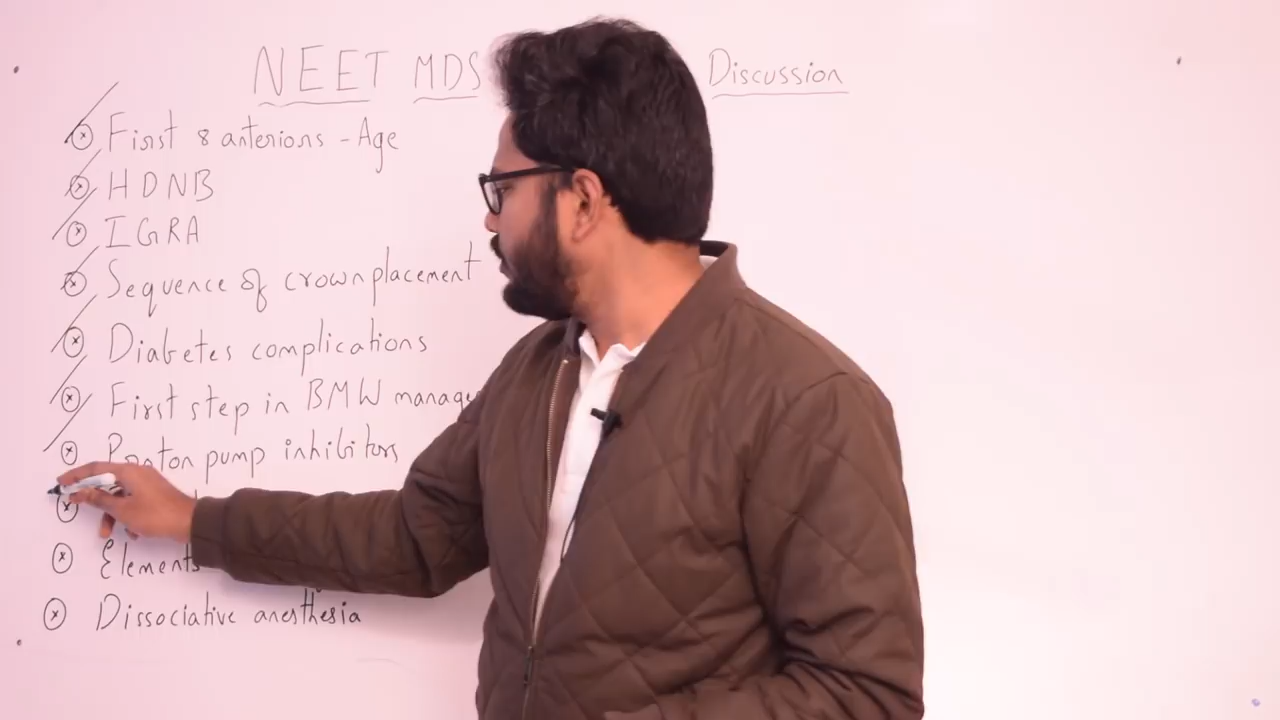 NEET MDS Discussion
First 8 anteriors - Age
HDNB
IGRA
Sequence of crown placement
Diabetes complications
First step in BMW manage
Proton pump inhibitors
Elements
Dissociative anesthesia